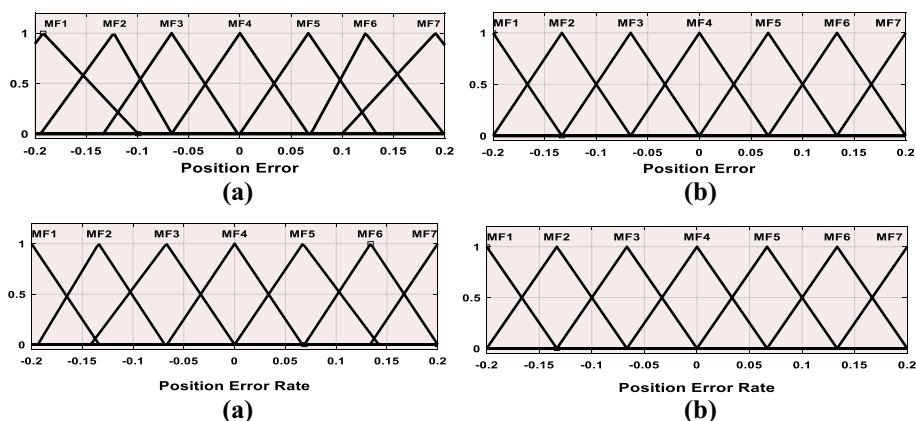 MF1 MF2 MF3 MF4 MF5 MF6 MF7
1
0.5
0
-0.2 -0.15 -0.1 -0.05 0 0.05 0.1 0.15 0.2
Position Error
(a)
MF1 MF2 MF3 MF4 MF5 MF6 MF7
1
0.5
0
-0.2 -0.15 -0.1 -0.05 0 0.05 0.1 0.15 0.2
Position Error
(b)
MF1 MF2 MF3 MF4 MF5 MF6 MF7
1
0.5
0
-0.2 -0.15 -0.1 -0.05 0 0.05 0.1 0.15 0.2
Position Error Rate
(a)
MF1 MF2 MF3 MF4 MF5 MF6 MF7
1
0.5
0
-0.2 -0.15 -0.1 -0.05 0 0.05 0.1 0.15 0.2
Position Error Rate
(b)